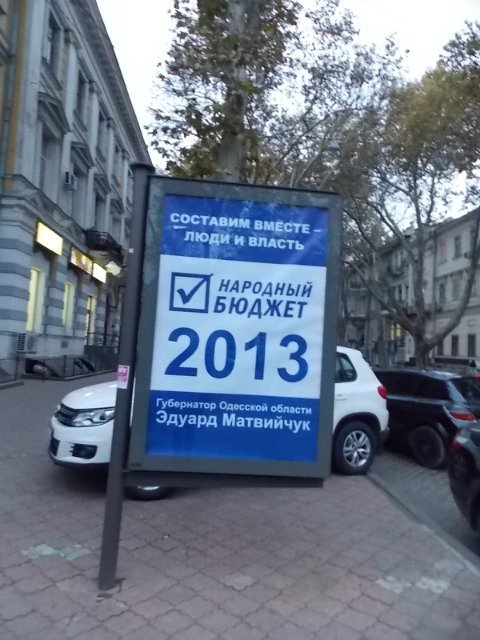 СОСТАВИМ ВМЕСТЕ –
ЛЮДИ И ВЛАСТЬ
НАРОДНЫЙ
БЮДЖЕТ
2013
Губернатор Одесской области
Эдуард Матвийчук